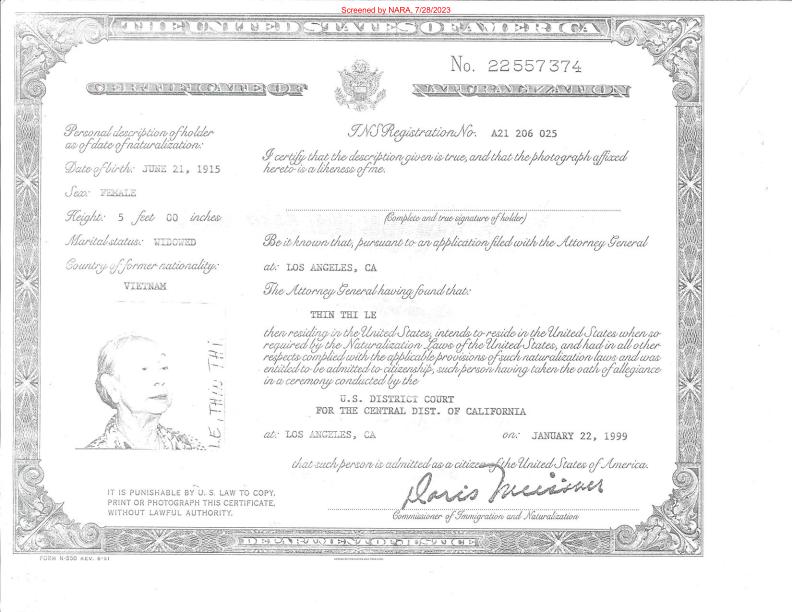 Screened by NARA, 7/28/2023
THE UNITED STATES OF AMERICA
No. 22557374
CERTIFICATE OF NATURALIZATION
Personal description of holder
as of date of naturalization:
Date of birth: JUNE 21, 1915
Sex: FEMALE
Height: 5 feet 00 inches
Marital status: WIDOWED
Country of former nationality:
VIETNAM
LE, THIN THI
INS Registration No. A21 206 025
I certify that the description given is true, and that the photograph affixed
hereto is a likeness of me.
(Complete and true signature of holder)
Be it known that, pursuant to an application filed with the Attorney General
at: LOS ANGELES, CA
The Attorney General having found that:
THIN THI LE
then residing in the United States, intends to reside in the United States when so
required by the Naturalization Laws of the United States, and had in all other
respects complied with the applicable provisions of such naturalization laws and was
entitled to be admitted to citizenship, such person having taken the oath of allegiance
in a ceremony conducted by the
U.S. DISTRICT COURT
FOR THE CENTRAL DIST. OF CALIFORNIA
at: LOS ANGELES, CA on: JANUARY 22, 1999
that such person is admitted as a citizen of the United States of America.
Doris Meissner
Commissioner of Immigration and Naturalization
IT IS PUNISHABLE BY U. S. LAW TO COPY,
PRINT OR PHOTOGRAPH THIS CERTIFICATE,
WITHOUT LAWFUL AUTHORITY.
DEPARTMENT OF JUSTICE
FORM N-550 REV. 6-91